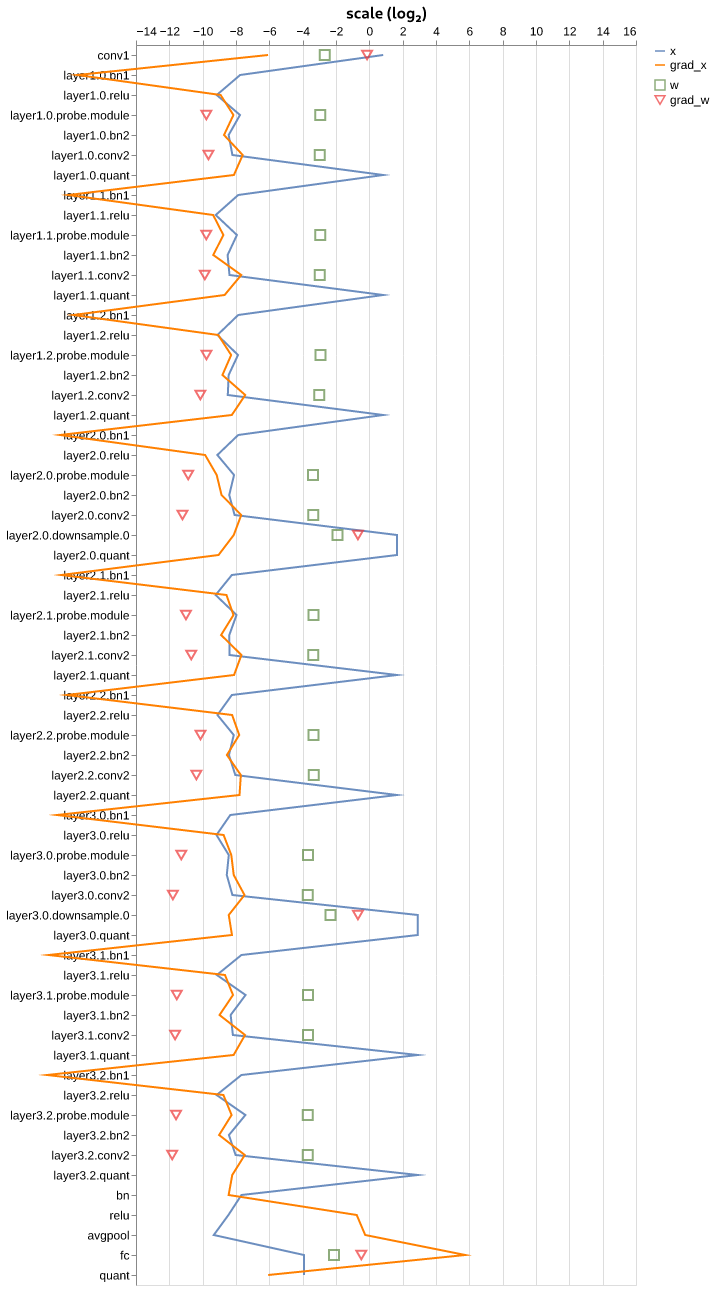 scale (log₂)
−14 −12 −10 −8 −6 −4 −2 0 2 4 6 8 10 12 14 16
x
grad_x
w
grad_w
conv1
layer1.0.bn1
layer1.0.relu
layer1.0.probe.module
layer1.0.bn2
layer1.0.conv2
layer1.0.quant
layer1.1.bn1
layer1.1.relu
layer1.1.probe.module
layer1.1.bn2
layer1.1.conv2
layer1.1.quant
layer1.2.bn1
layer1.2.relu
layer1.2.probe.module
layer1.2.bn2
layer1.2.conv2
layer1.2.quant
layer2.0.bn1
layer2.0.relu
layer2.0.probe.module
layer2.0.bn2
layer2.0.conv2
layer2.0.downsample.0
layer2.0.quant
layer2.1.bn1
layer2.1.relu
layer2.1.probe.module
layer2.1.bn2
layer2.1.conv2
layer2.1.quant
layer2.2.bn1
layer2.2.relu
layer2.2.probe.module
layer2.2.bn2
layer2.2.conv2
layer2.2.quant
layer3.0.bn1
layer3.0.relu
layer3.0.probe.module
layer3.0.bn2
layer3.0.conv2
layer3.0.downsample.0
layer3.0.quant
layer3.1.bn1
layer3.1.relu
layer3.1.probe.module
layer3.1.bn2
layer3.1.conv2
layer3.1.quant
layer3.2.bn1
layer3.2.relu
layer3.2.probe.module
layer3.2.bn2
layer3.2.conv2
layer3.2.quant
bn
relu
avgpool
fc
quant